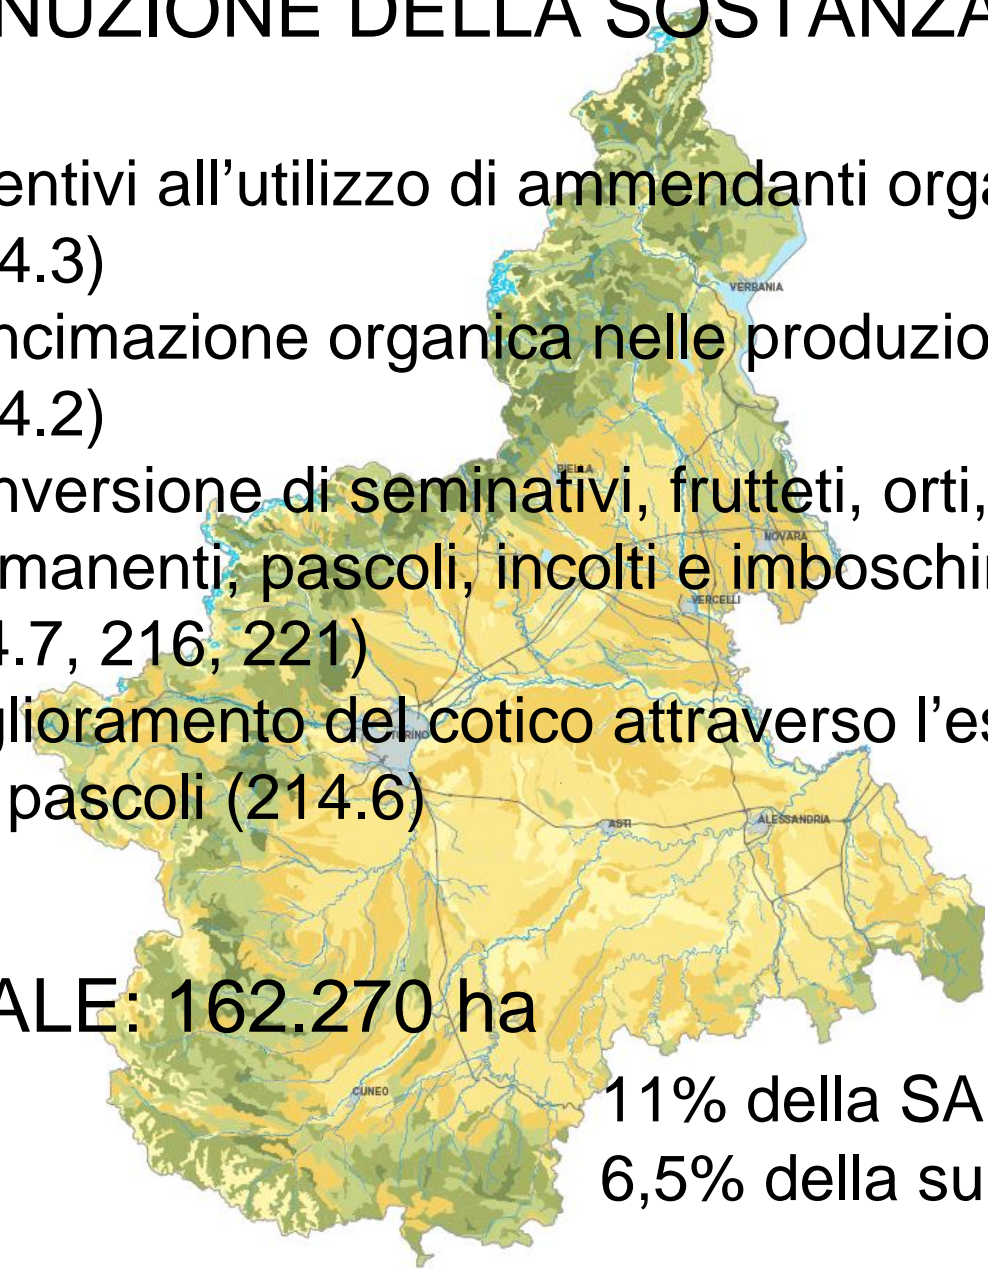 NUZIONE DELLA SOSTANZA
entivi all’utilizzo di ammendanti orga
4.3)
ncimazione organica nelle produzio
4.2)
nversione di seminativi, frutteti, orti,
manenti, pascoli, incolti e imboschi
4.7, 216, 221)
glioramento del cotico attraverso l’es
pascoli (214.6)
ALE: 162.270 ha
11% della SA
6,5% della su
VERBANIA
BIELLA
NOVARA
VERCELLI
TORINO
ASTI
ALESSANDRIA
CUNEO